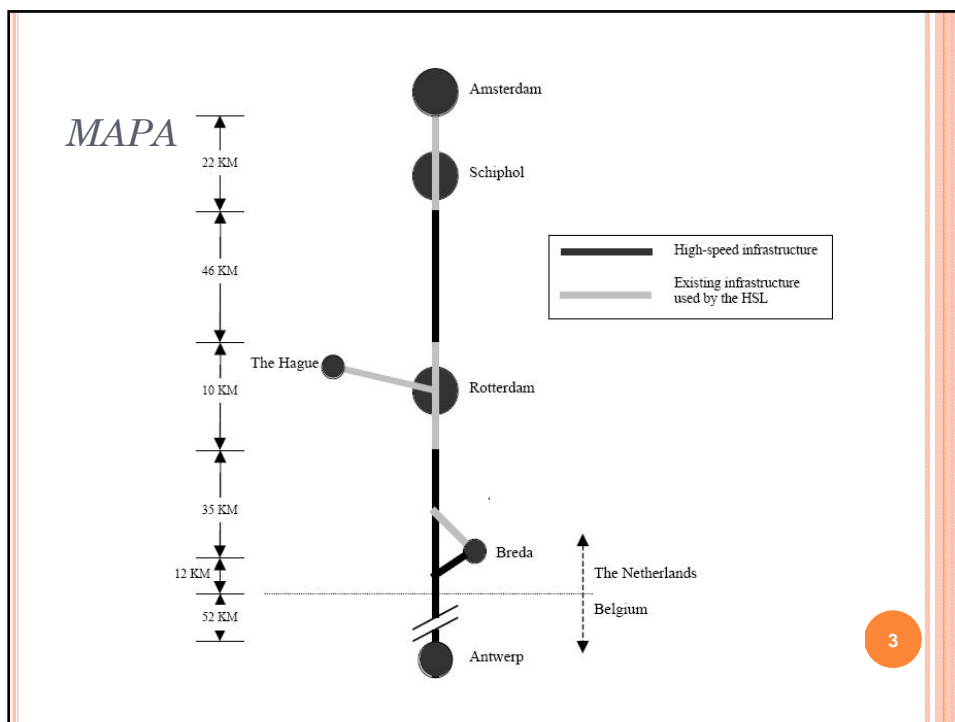 MAPA
Amsterdam
22 KM
Schiphol
46 KM
High-speed infrastructure
Existing infrastructure
used by the HSL
The Hague
10 KM
Rotterdam
35 KM
Breda
12 KM
The Netherlands
Belgium
52 KM
Antwerp
3